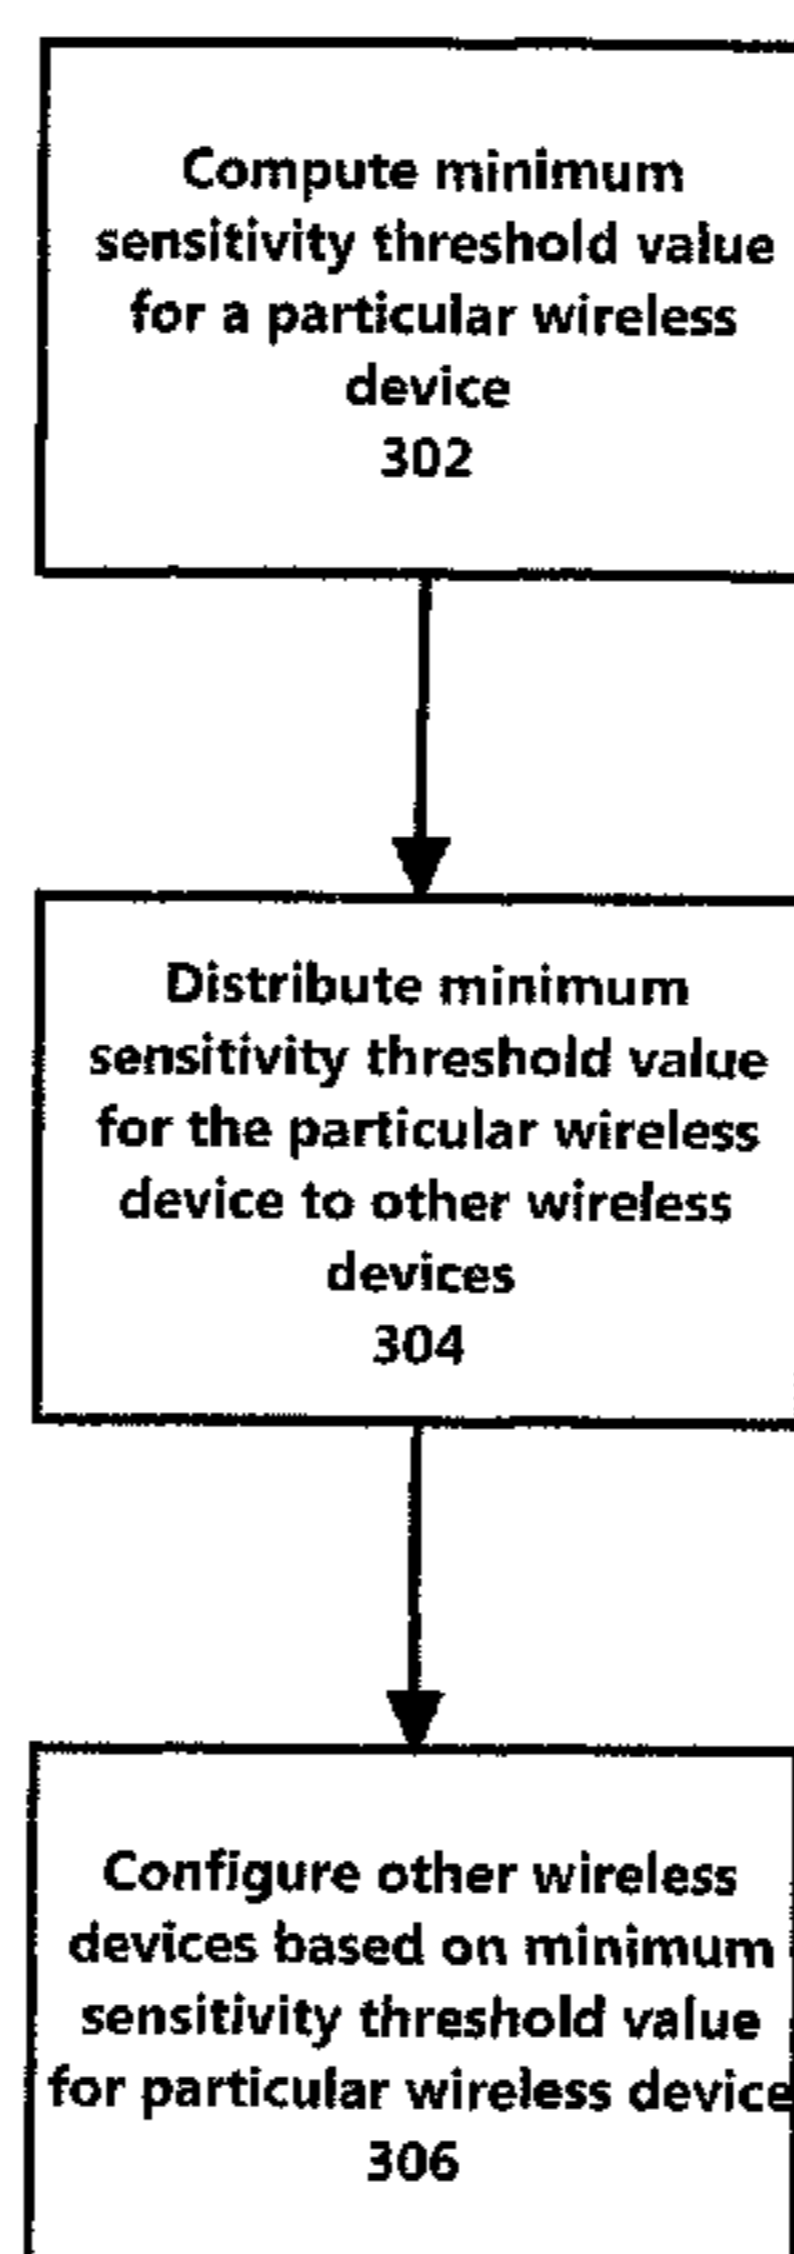 Compute minimum
sensitivity threshold value
for a particular wireless
device
302
Distribute minimum
sensitivity threshold value
for the particular wireless
device to other wireless
devices
304
Configure other wireless
devices based on minimum
sensitivity threshold value
for particular wireless device
306